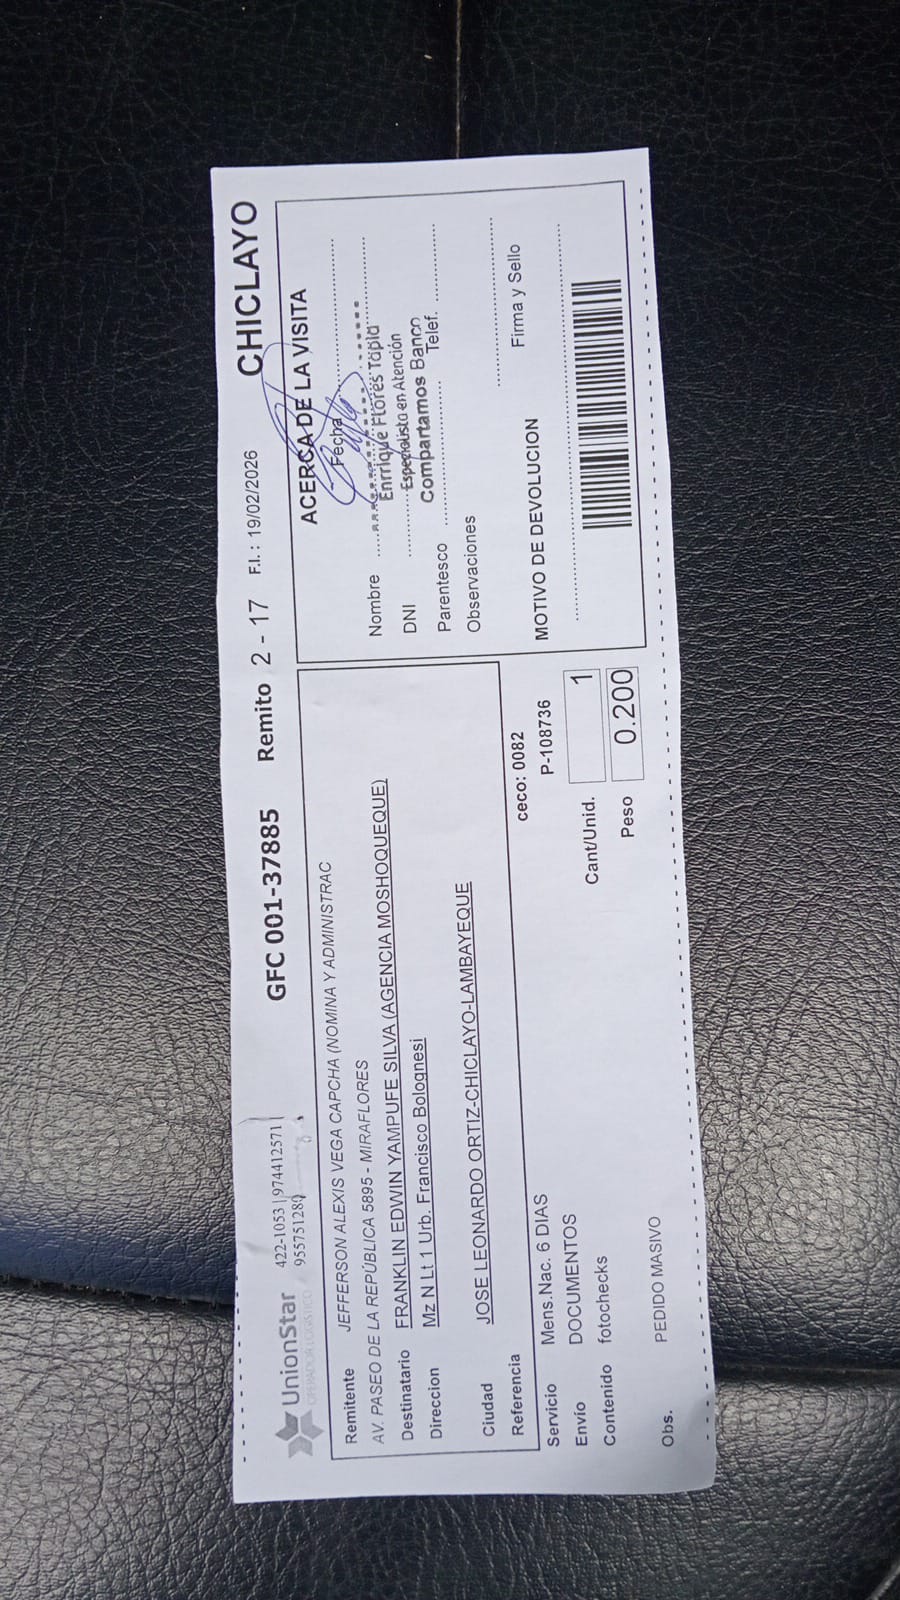 UnionStar
OPERADOR LOGÍSTICO
422-1053 | 974412571
955751280
GFC 001-37885
Remito 2 - 17
F.I. : 19/02/2026
CHICLAYO
Remitente JEFFERSON ALEXIS VEGA CAPCHA (NOMINA Y ADMINISTRAC
AV. PASEO DE LA REPÚBLICA 5895 - MIRAFLORES
Destinatario FRANKLIN EDWIN YAMPUFE SILVA (AGENCIA MOSHOQUEQUE)
Direccion Mz N Lt 1 Urb. Francisco Bolognesi
Ciudad JOSE LEONARDO ORTIZ-CHICLAYO-LAMBAYEQUE
Referencia
ceco: 0082
Servicio Mens.Nac. 6 DIAS
P-108736
Envío DOCUMENTOS
Cant/Unid. 1
Contenido fotochecks
Peso 0.200
Obs. PEDIDO MASIVO
ACERCA DE LA VISITA
Fecha
Nombre
Enrrique Flores Tapia
DNI
Especialista en Atención
Compartamos Banco
Parentesco
Telef.
Observaciones
Firma y Sello
MOTIVO DE DEVOLUCION